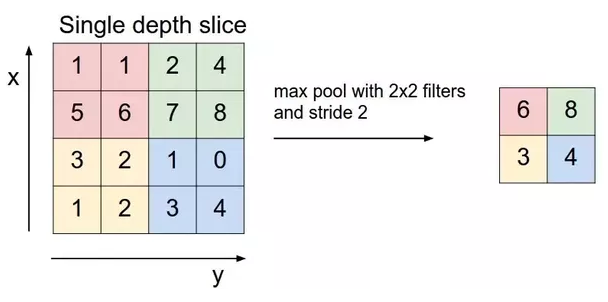 Single depth slice
x
1 1 2 4
5 6 7 8
3 2 1 0
1 2 3 4
y
max pool with 2x2 filters
and stride 2
6 8
3 4